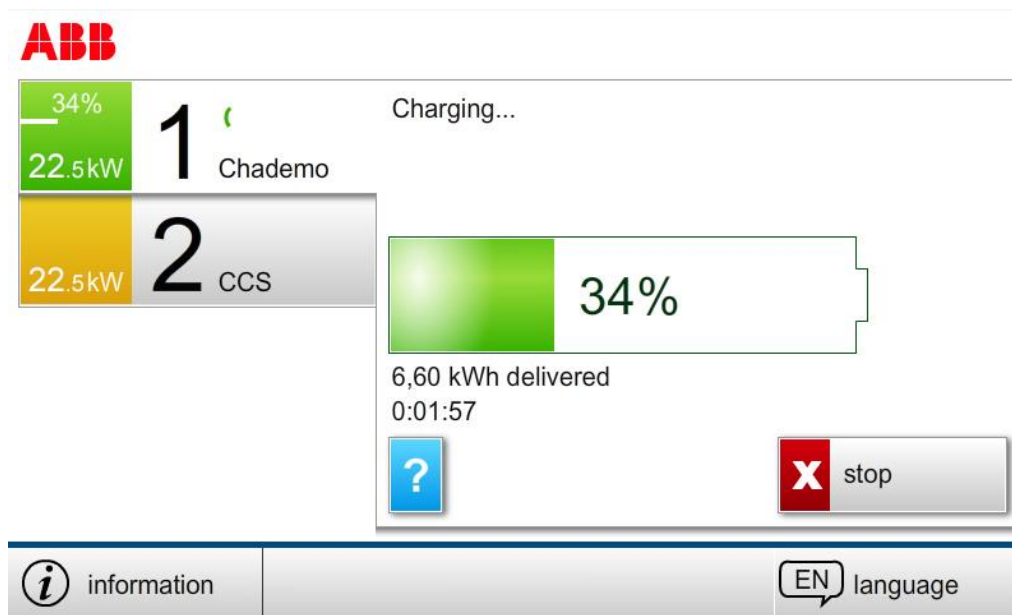 ABB
34%
22.5kW
1
Chademo
22.5kW
2
CCS
Charging...
34%
6,60 kWh delivered
0:01:57
?
X stop
i information
EN language